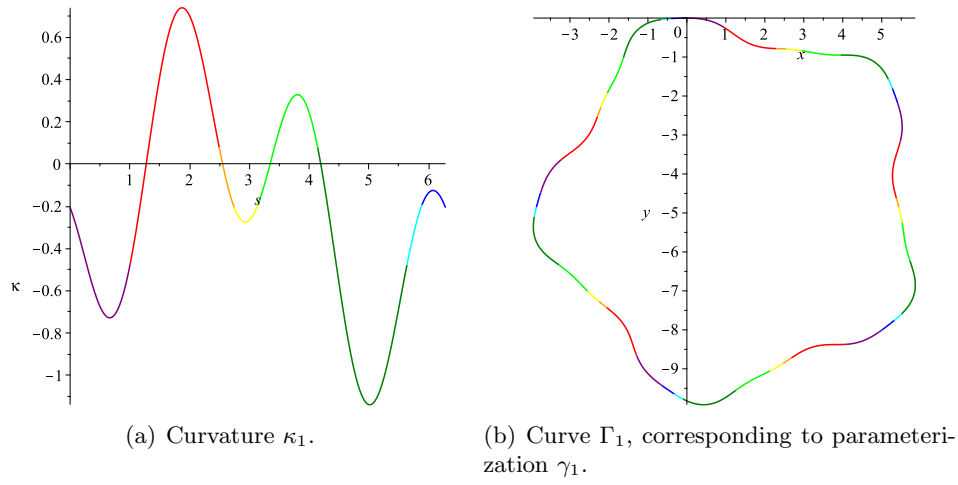 0.6
0.4
0.2
0
1 2 3 4 5 6
s
−0.2
−0.4
κ
−0.6
−0.8
−1
(a) Curvature κ₁.
−3 −2 −1 0 1 2 3 4 5
x
−1
−2
−3
−4
y
−5
−6
−7
−8
−9
(b) Curve Γ₁, corresponding to parameteri-
zation γ₁.